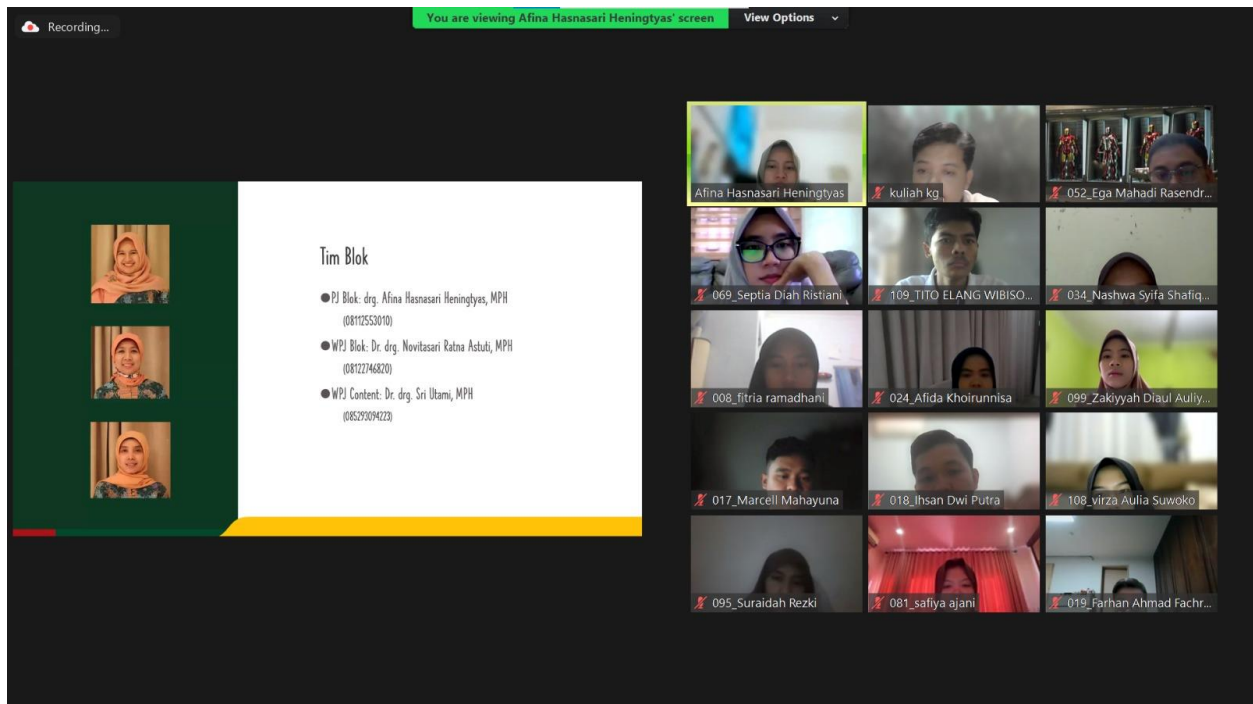 Recording...
You are viewing Afina Hasnasari Heningtyas' screen
View Options
Tim Blok
PJ Blok: drg. Afina Hasnasari Heningtyas, MPH
(08112553010)
WPJ Blok: Dr. drg. Novitasari Ratna Astuti, MPH
(08122746820)
WPJ Content: Dr. drg. Sri Utami, MPH
(085293094223)
Afina Hasnasari Heningtyas
kuliah kg
052_Ega Mahadi Rasendr...
069_Septia Diah Ristiani
109_TITO ELANG WIBISO...
034_Nashwa Syifa Shafiq...
008_fitria ramadhani
024_Afida Khoirunnisa
099_Zakiyyah Diaul Auliy...
017_Marcell Mahayuna
018_Ihsan Dwi Putra
108_virza Aulia Suwoko
095_Suraidah Rezki
081_safiya ajani
019_Farhan Ahmad Fachr...